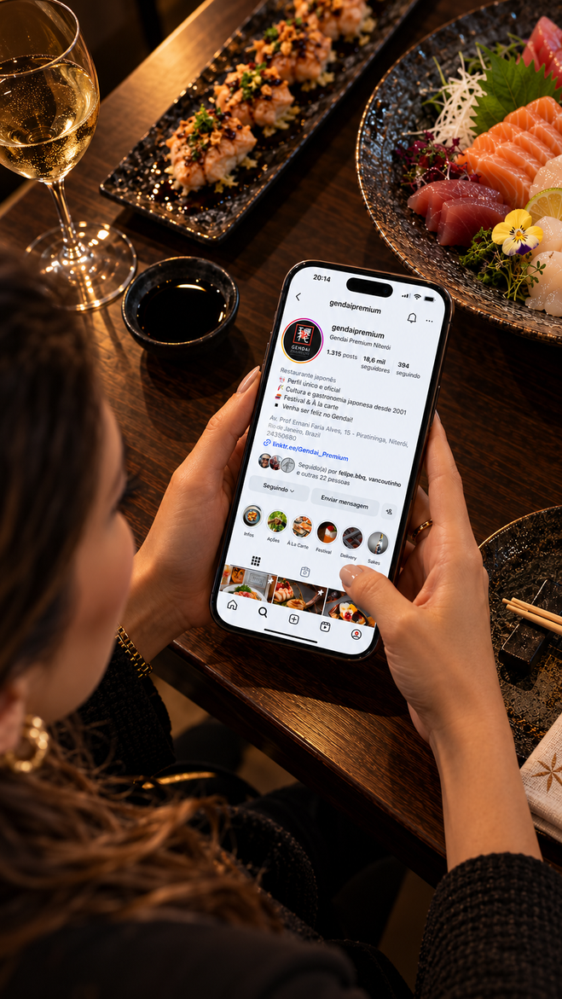 20:14
gendaipremium
gendaipremium
Gendai Premium Niterói
1.315 posts 18,6 mil seguidores 394 seguindo
GENDAI
Restaurante japonês
Perfil único e oficial
Cultura e gastronomia japonesa desde 2001
Festival & À la carte
Venha ser feliz no Gendai!
Av. Prof Ernani Faria Alves, 15 - Piratininga, Niterói,
Rio de Janeiro, Brazil
24350680
linktr.ee/Gendai_Premium
Seguido(a) por felipe.bbq, vancoutinho
e outras 22 pessoas
Seguindo
Enviar mensagem
Infos Ações À La Carte Festival Delivery Sakes